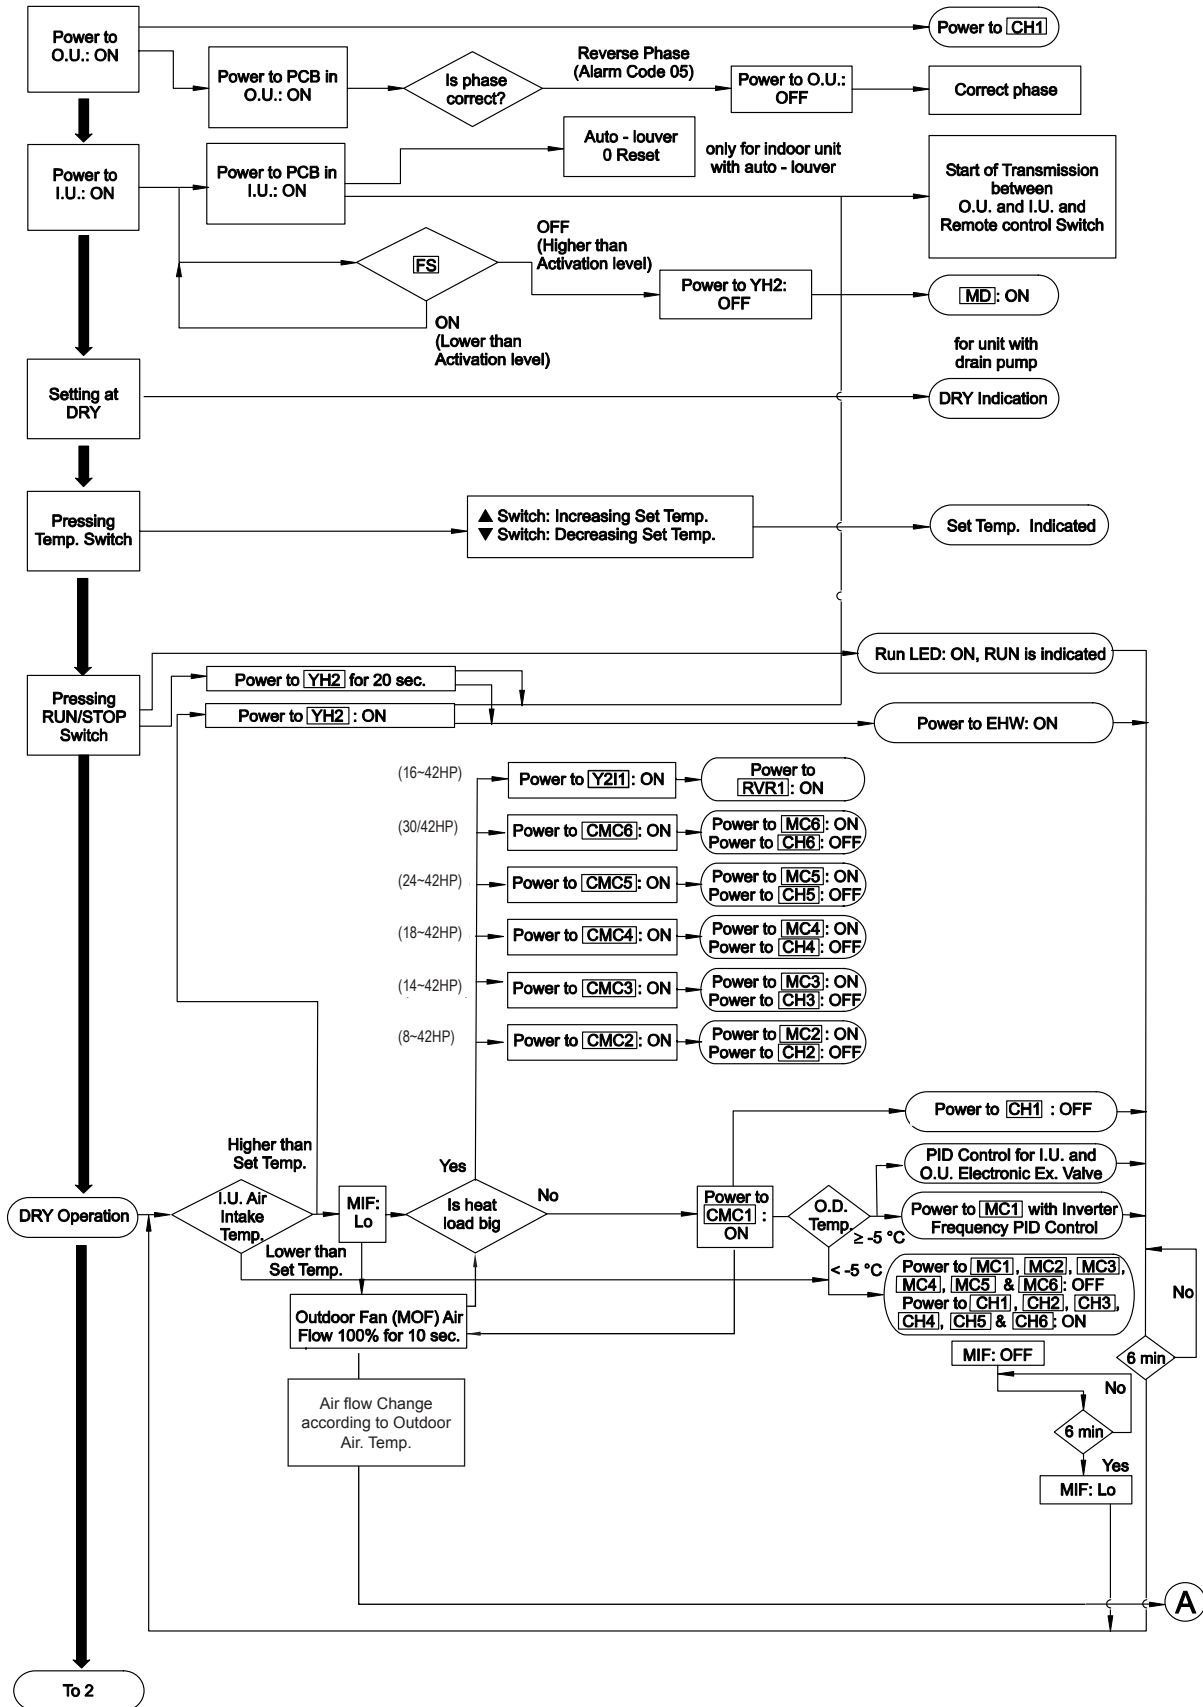 Power to
O.U.: ON
Power to CH1
Power to PCB in
O.U.: ON
Is phase
correct?
Reverse Phase
(Alarm Code 05)
Power to O.U.:
OFF
Correct phase
Power to
I.U.: ON
Power to PCB in
I.U.: ON
Auto - louver
0 Reset
only for indoor unit
with auto - louver
Start of Transmission
between
O.U. and I.U. and
Remote control Switch
FS
OFF
(Higher than
Activation level)
Power to YH2:
OFF
MD: ON
ON
(Lower than
Activation level)
for unit with
drain pump
Setting at
DRY
DRY Indication
Pressing
Temp. Switch
▲ Switch: Increasing Set Temp.
▼ Switch: Decreasing Set Temp.
Set Temp. Indicated
Pressing
RUN/STOP
Switch
Power to YH2 for 20 sec.
Power to YH2 : ON
Run LED: ON, RUN is indicated
Power to EHW: ON
(16~42HP)
Power to Y2I1: ON
Power to
RVR1: ON
(30/42HP)
Power to CMC6: ON
Power to MC6: ON
Power to CH6: OFF
(24~42HP)
Power to CMC5: ON
Power to MC5: ON
Power to CH5: OFF
(18~42HP)
Power to CMC4: ON
Power to MC4: ON
Power to CH4: OFF
(14~42HP)
Power to CMC3: ON
Power to MC3: ON
Power to CH3: OFF
(8~42HP)
Power to CMC2: ON
Power to MC2: ON
Power to CH2: OFF
Power to CH1 : OFF
PID Control for I.U. and
O.U. Electronic Ex. Valve
DRY Operation
I.U. Air
Intake
Temp.
Higher than
Set Temp.
Lower than
Set Temp.
MIF:
Lo
Is heat
load big
Yes
No
Power to
CMC1 :
ON
O.D.
Temp.
≥ -5 °C
< -5 °C
Power to MC1 with Inverter
Frequency PID Control
Power to MC1, MC2, MC3,
MC4, MC5 & MC6: OFF
Power to CH1, CH2, CH3,
CH4, CH5 & CH6: ON
No
6 min
Outdoor Fan (MOF) Air
Flow 100% for 10 sec.
Air flow Change
according to Outdoor
Air. Temp.
MIF: OFF
No
6 min
Yes
MIF: Lo
A
To 2